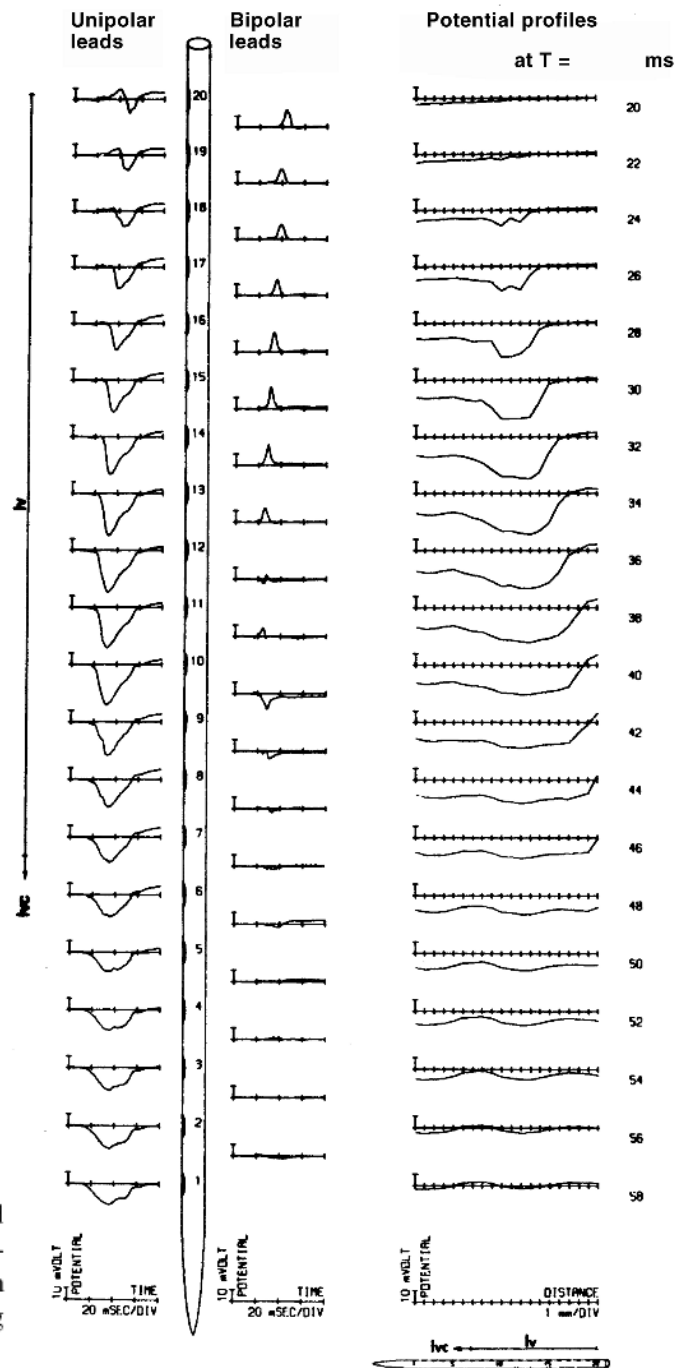 Unipolar leads
Bipolar leads
Potential profiles
at T = ms
20
20
19
22
18
24
17
26
16
28
15
30
14
32
lv
13
34
12
36
11
38
10
40
9
42
8
44
7
46
lvc
6
48
5
50
4
52
3
54
2
56
1
58
10 mVOLT
POTENTIAL
TIME
20 mSEC/DIV
10 mVOLT
POTENTIAL
TIME
20 mSEC/DIV
10 mVOLT
POTENTIAL
DISTANCE
1 mm/DIV
lvc lv